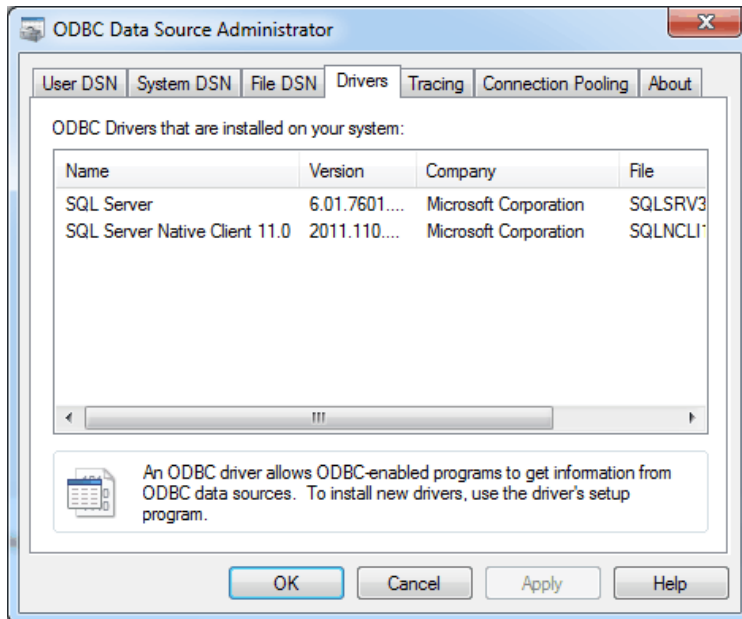 ODBC Data Source Administrator
User DSN System DSN File DSN Drivers Tracing Connection Pooling About
ODBC Drivers that are installed on your system:
Name Version Company File
SQL Server 6.01.7601.... Microsoft Corporation SQLSRV3
SQL Server Native Client 11.0 2011.110.... Microsoft Corporation SQLNCLI1
An ODBC driver allows ODBC-enabled programs to get information from
ODBC data sources. To install new drivers, use the driver's setup
program.
OK Cancel Apply Help